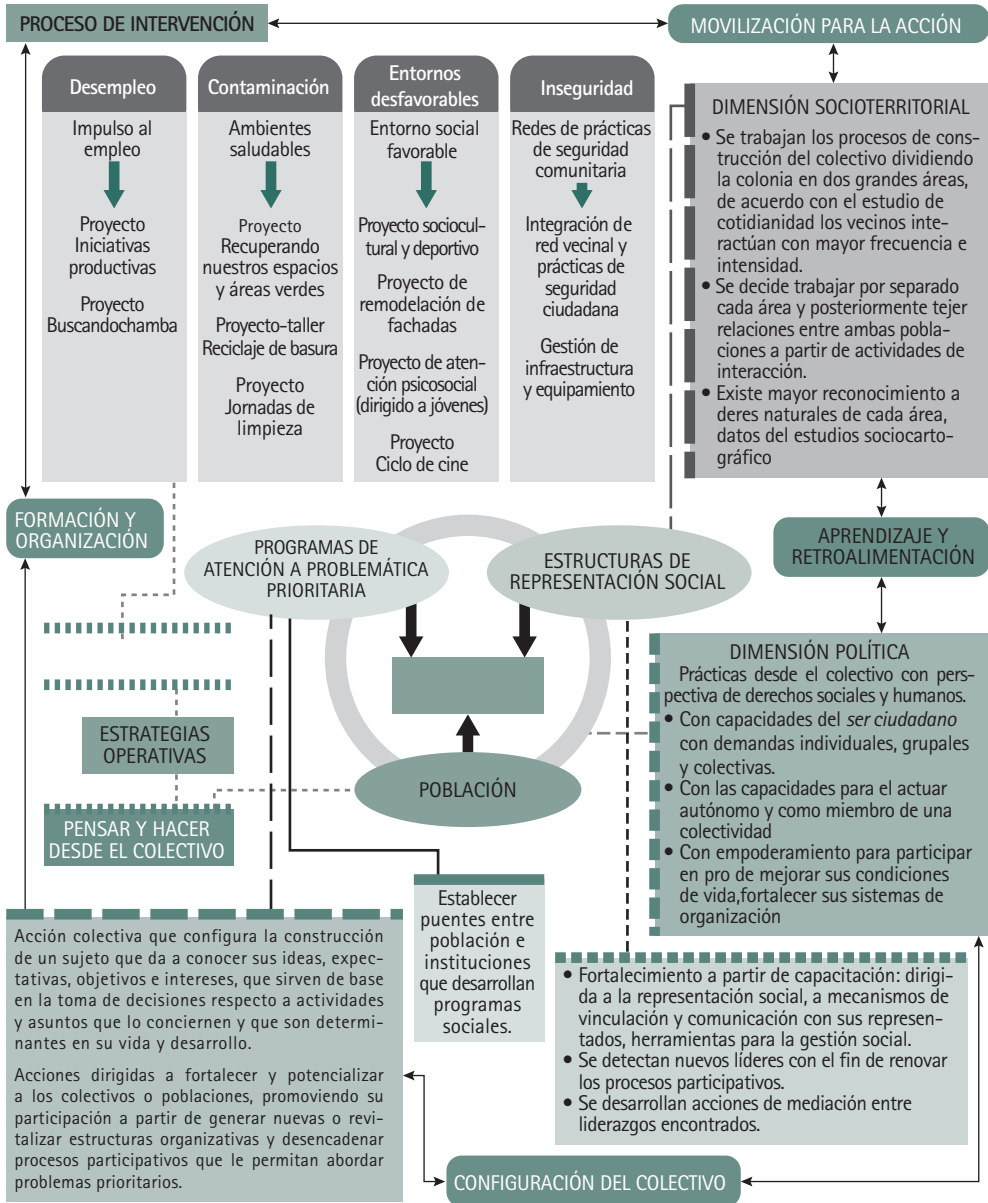 PROCESO DE INTERVENCIÓN
MOVILIZACIÓN PARA LA ACCIÓN
Desempleo
Impulso al
empleo
Proyecto
Iniciativas
productivas
Proyecto
Buscandochamba
Contaminación
Ambientes
saludables
Proyecto
Recuperando
nuestros espacios
y áreas verdes
Proyecto-taller
Reciclaje de basura
Proyecto
Jornadas de
limpieza
Entornos
desfavorables
Entorno social
favorable
Proyecto sociocul-
tural y deportivo
Proyecto de
remodelación de
fachadas
Proyecto de aten-
ción psicosocial
(dirigido a jóvenes)
Proyecto
Ciclo de cine
Inseguridad
Redes de prácticas
de seguridad
comunitaria
Integración de
red vecinal y
prácticas de
seguridad
ciudadana
Gestión de
infraestructura
y equipamiento
DIMENSIÓN SOCIOTERRITORIAL
• Se trabajan los procesos de cons-
trucción del colectivo dividiendo
la colonia en dos grandes áreas,
de acuerdo con el estudio de
cotidianidad los vecinos inte-
ractúan con mayor frecuencia e
intensidad.
• Se decide trabajar por separado
cada área y posteriormente tejer
relaciones entre ambas pobla-
ciones a partir de actividades de
interacción.
• Existe mayor reconocimiento a
deres naturales de cada área,
datos del estudios sociocarto-
gráfico
FORMACIÓN Y
ORGANIZACIÓN
PROGRAMAS DE
ATENCIÓN A PROBLEMÁTICA
PRIORITARIA
ESTRUCTURAS DE
REPRESENTACIÓN SOCIAL
APRENDIZAJE Y
RETROALIMENTACIÓN
ESTRATEGIAS
OPERATIVAS
POBLACIÓN
PENSAR Y HACER
DESDE EL COLECTIVO
DIMENSIÓN POLÍTICA
Prácticas desde el colectivo con pers-
pectiva de derechos sociales y humanos.
• Con capacidades del ser ciudadano
con demandas individuales, grupales
y colectivas.
• Con las capacidades para el actuar
autónomo y como miembro de una
colectividad
• Con empoderamiento para participar
en pro de mejorar sus condiciones
de vida,fortalecer sus sistemas de
organización
Acción colectiva que configura la construcción
de un sujeto que da a conocer sus ideas, expec-
tativas, objetivos e intereses, que sirven de base
en la toma de decisiones respecto a actividades
y asuntos que lo conciernen y que son determi-
nantes en su vida y desarrollo.
Acciones dirigidas a fortalecer y potencializar
a los colectivos o poblaciones, promoviendo su
participación a partir de generar nuevas o revi-
talizar estructuras organizativas y desencadenar
procesos participativos que le permitan abordar
problemas prioritarios.
Establecer
puentes entre
población e
instituciones
que desarrollan
programas
sociales.
• Fortalecimiento a partir de capacitación: dirigi-
da a la representación social, a mecanismos de
vinculación y comunicación con sus represen-
tados, herramientas para la gestión social.
• Se detectan nuevos líderes con el fin de renovar
los procesos participativos.
• Se desarrollan acciones de mediación entre
liderazgos encontrados.
CONFIGURACIÓN DEL COLECTIVO